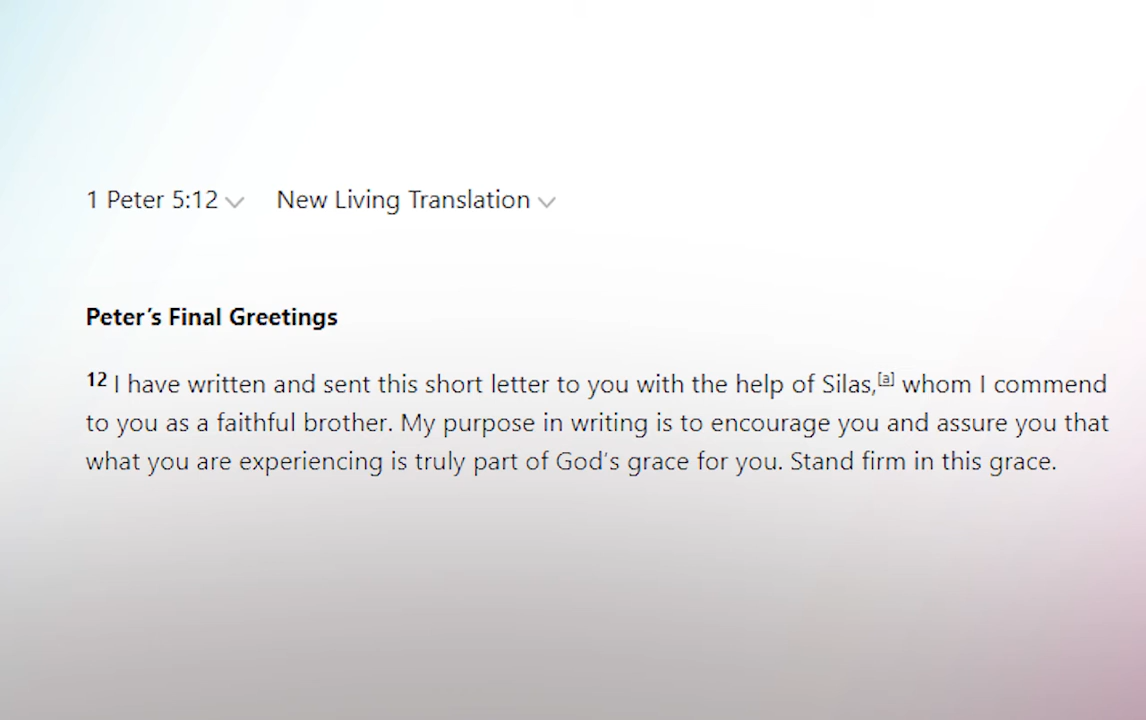 1 Peter 5:12 New Living Translation
Peter’s Final Greetings
12 I have written and sent this short letter to you with the help of Silas,[a] whom I commend
to you as a faithful brother. My purpose in writing is to encourage you and assure you that
what you are experiencing is truly part of God’s grace for you. Stand firm in this grace.